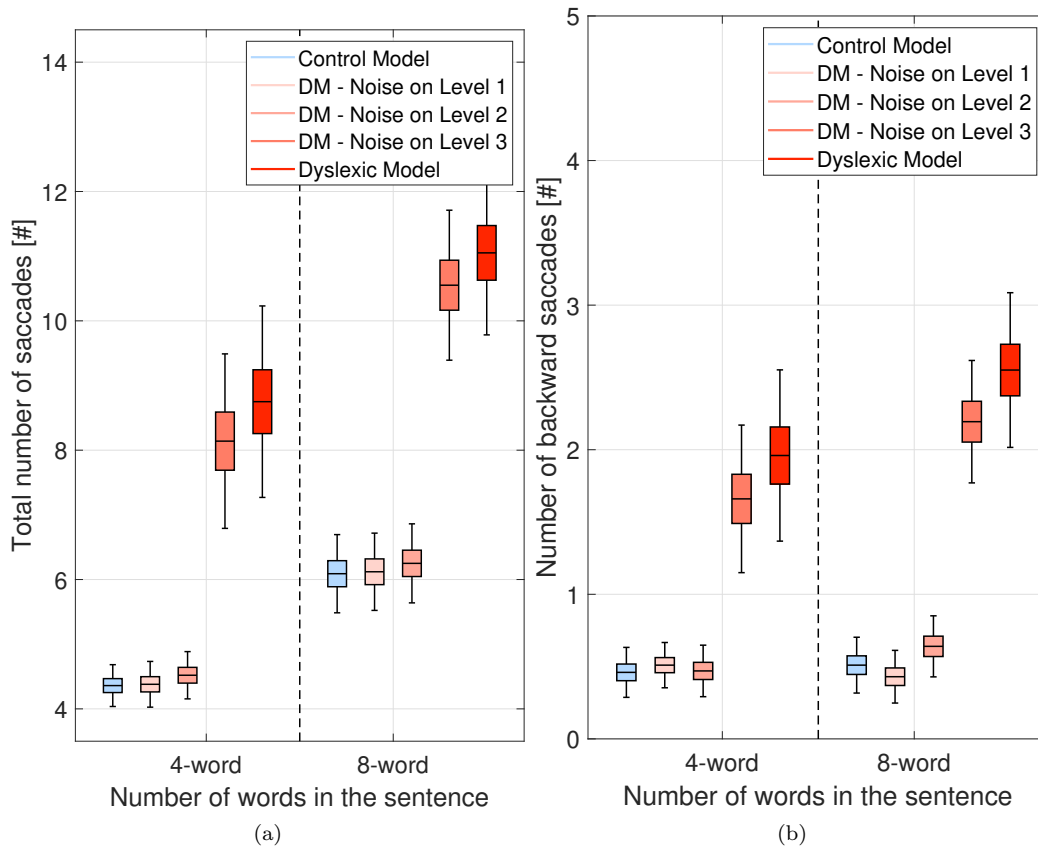 14
12
10
8
6
4
Total number of saccades [#]
Control Model
DM - Noise on Level 1
DM - Noise on Level 2
DM - Noise on Level 3
Dyslexic Model
4-word
8-word
Number of words in the sentence
(a)
5
4
3
2
1
0
Number of backward saccades [#]
Control Model
DM - Noise on Level 1
DM - Noise on Level 2
DM - Noise on Level 3
Dyslexic Model
4-word
8-word
Number of words in the sentence
(b)